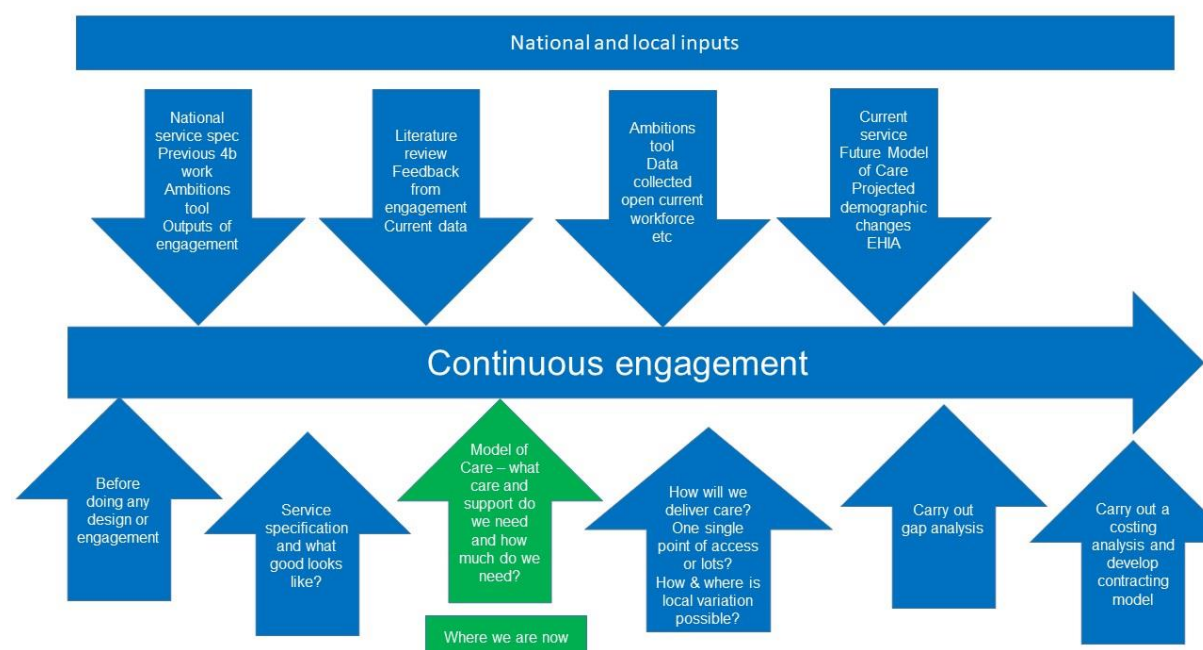 National and local inputs
National
service spec
Previous 4b
work
Ambitions
tool
Outputs of
engagement
Literature
review
Feedback
from
engagement
Current data
Ambitions
tool
Data
collected
open current
workforce
etc
Current
service
Future Model
of Care
Projected
demographic
changes
EHIA
Continuous engagement
Before
doing any
design or
engagement
Service
specification
and what
good looks
like?
Model of
Care – what
care and
support do
we need
and how
much do we
need?
Where we are now
How will we
deliver care?
One single
point of access
or lots?
How & where is
local variation
possible?
Carry out
gap analysis
Carry out a
costing
analysis and
develop
contracting
model